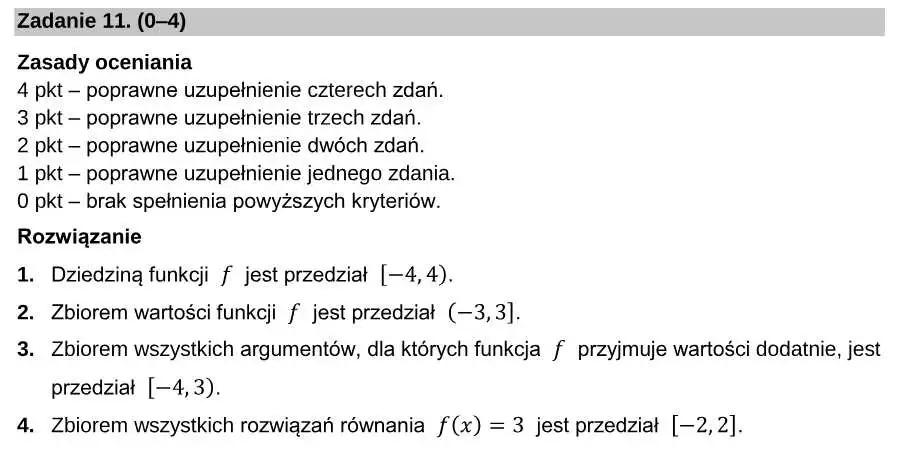 Zadanie 11. (0–4)
Zasady oceniania
4 pkt – poprawne uzupełnienie czterech zdań.
3 pkt – poprawne uzupełnienie trzech zdań.
2 pkt – poprawne uzupełnienie dwóch zdań.
1 pkt – poprawne uzupełnienie jednego zdania.
0 pkt – brak spełnienia powyższych kryteriów.
Rozwiązanie
1. Dziedziną funkcji f jest przedział [−4, 4).
2. Zbiorem wartości funkcji f jest przedział (−3, 3].
3. Zbiorem wszystkich argumentów, dla których funkcja f przyjmuje wartości dodatnie, jest
przedział [−4, 3).
4. Zbiorem wszystkich rozwiązań równania f(x) = 3 jest przedział [−2, 2].